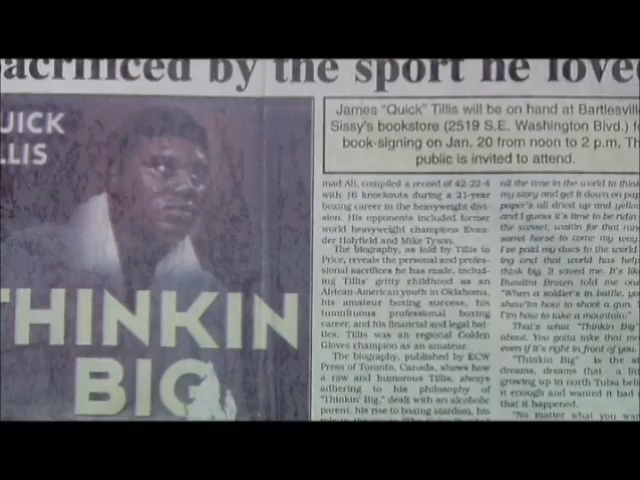 sacrificed by the sport he loved
UICK
LLIS
THINKIN
BIG
James "Quick" Tillis will be on hand at Bartlesvill
Sissy's bookstore (2519 S.E. Washington Blvd.) f
book-signing on Jan. 20 from noon to 2 p.m. Th
public is invited to attend.
mad Ali, compiled a record of 42-22-4
with 16 knockouts during a 21-year
boxing career in the heavyweight divi-
sion. His opponents included former
world heavyweight champions Evan-
der Holyfield and Mike Tyson.
The biography, as told by Tillis to
Price, reveals the personal and profes-
sional sacrifices he has made, includ-
ing Tillis' gritty childhood as an
African-American youth in Oklahoma,
his amateur boxing success, his
tumultuous professional boxing
career, and his financial and legal bat-
tles. Tillis was an regional Golden
Gloves champion as an amateur.
The biography, published by ECW
Press of Toronto, Canada, shows how
a raw and humorous Tillis, always
adhering to his philosophy of
"Thinkin' Big," dealt with an alcoholic
parent, his rise to boxing stardom, his
all the time in the world to thin
my story and get it down on pap
paper's all dried up and yello
and I guess it's time to be ridin
the sunset, waitin' for that run
sorrel horse to come my way
I've paid my dues to the world
ing and that world has help
think big. It saved me. It's li
Bundini Brown told me one
"When a soldier's in battle, yo
show'im how to shoot a gun. Y
I'm how to take a mountain."
That's what "Thinkin' Big"
about. You gotta take that mo
even if it's right in front of you.
"Thinkin' Big" is the st
dreams, dreams that a litt
growing up in north Tulsa bel
it enough and wanted it bad
that it happened.
"No matter what you wan